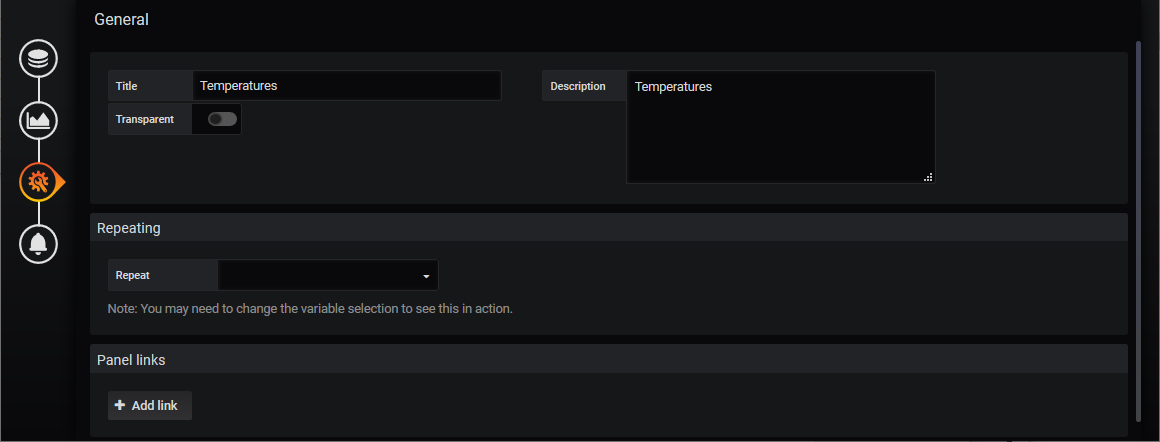 General
Title
Temperatures
Description
Temperatures
Transparent
Repeating
Repeat
Note: You may need to change the variable selection to see this in action.
Panel links
Add link